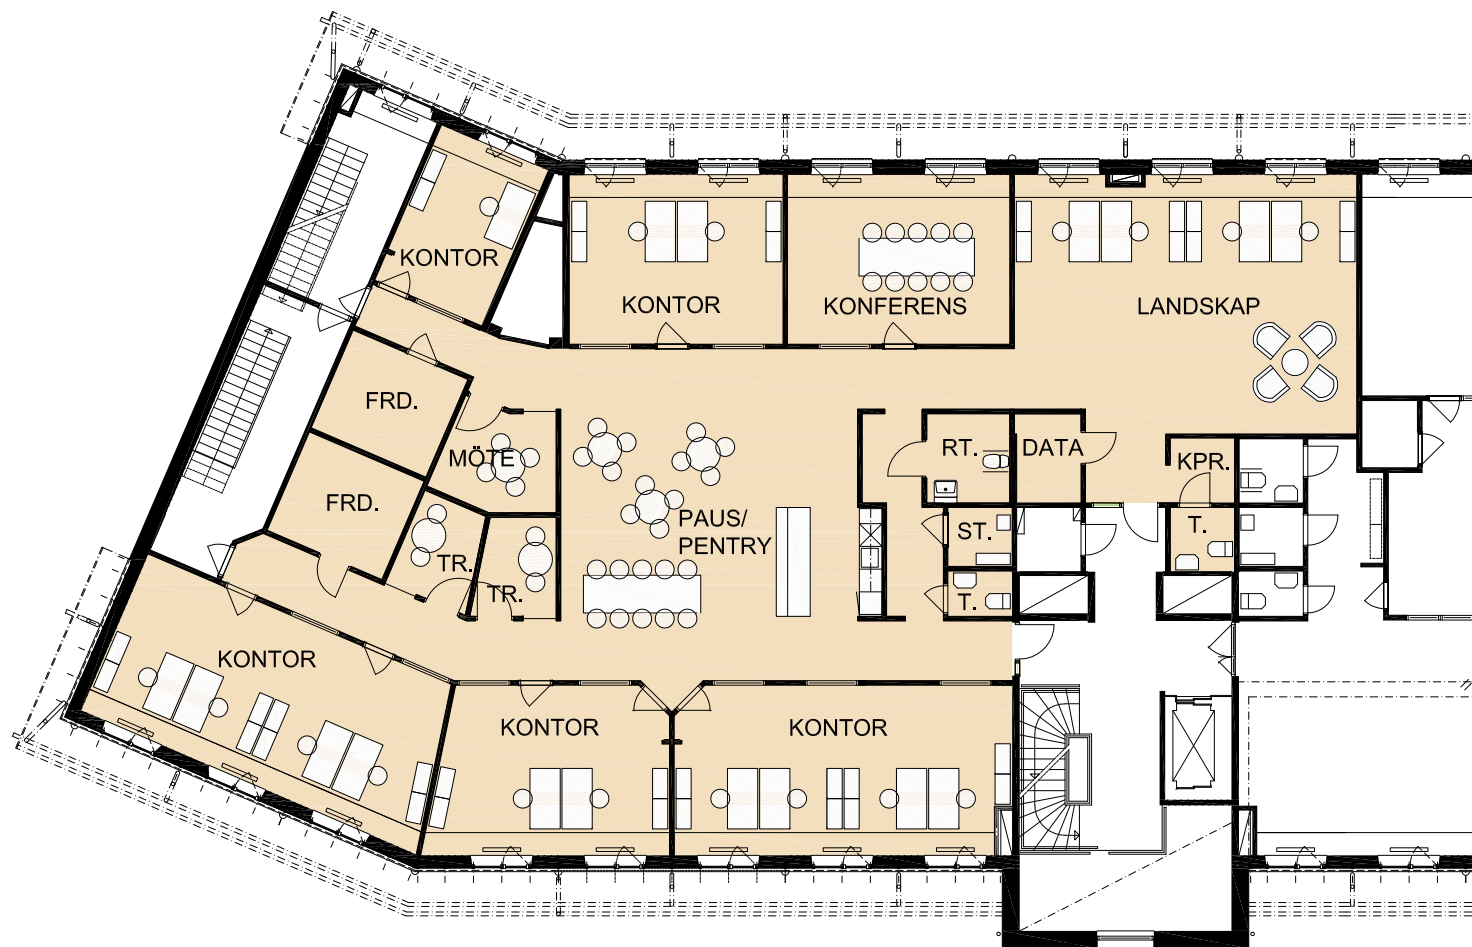 KONTOR
KONTOR
KONFERENS
LANDSKAP
FRD.
MÖTE
RT.
DATA
KPR.
FRD.
PAUS/
PENTRY
ST.
T.
TR.
TR.
T.
KONTOR
KONTOR
KONTOR